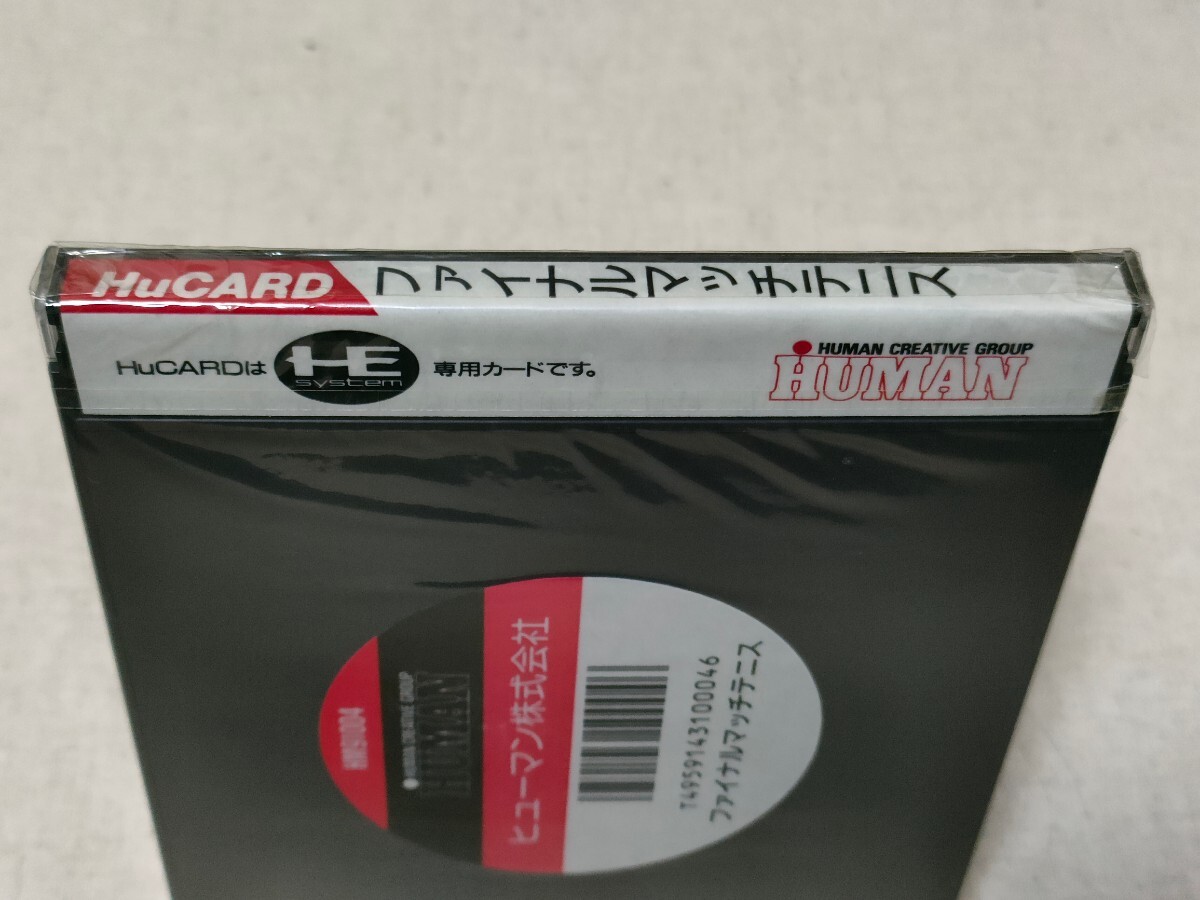 HuCARD ファイナルマッチテニス
HuCARDは HE system 専用カードです。
HUMAN CREATIVE GROUP
HUMAN
HM91004
HUMAN CREATIVE GROUP
HUMAN
ヒューマン株式会社
T4959143100046
ファイナルマッチテニス